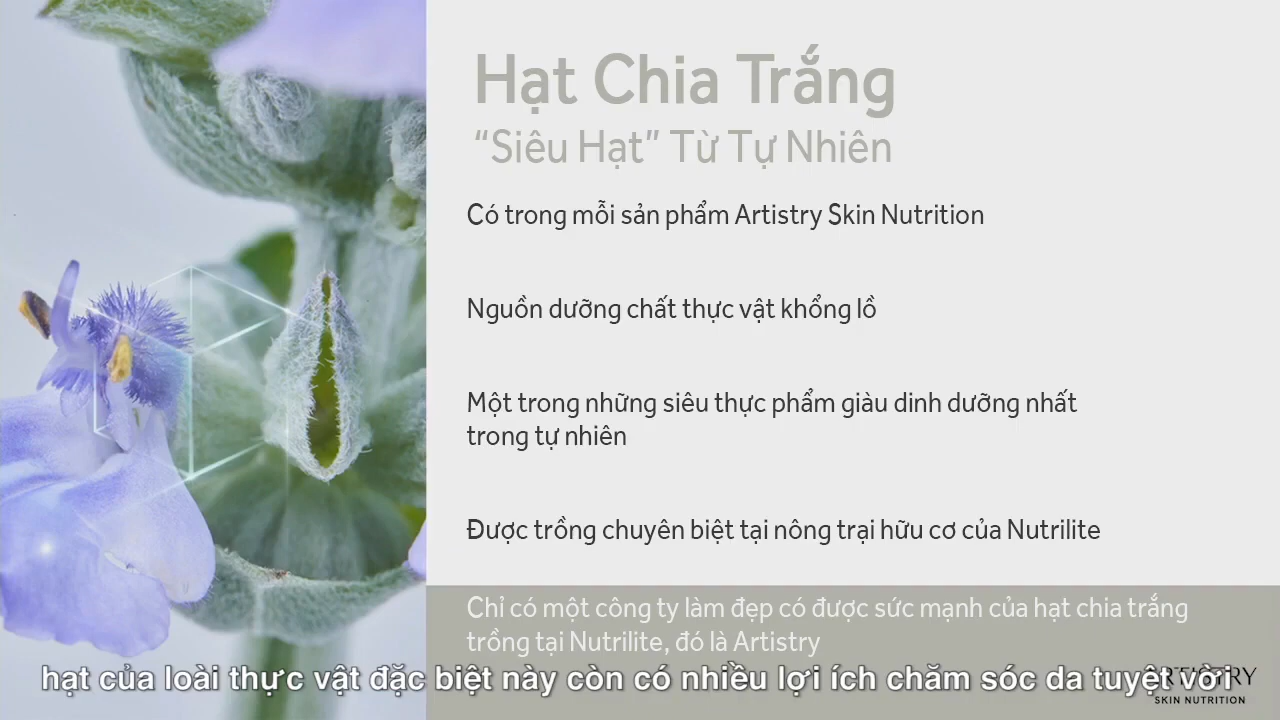 Hạt Chia Trắng
“Siêu Hạt” Từ Tự Nhiên
Có trong mỗi sản phẩm Artistry Skin Nutrition
Nguồn dưỡng chất thực vật khổng lồ
Một trong những siêu thực phẩm giàu dinh dưỡng nhất
trong tự nhiên
Được trồng chuyên biệt tại nông trại hữu cơ của Nutrilite
Chỉ có một công ty làm đẹp có được sức mạnh của hạt chia trắng
trồng tại Nutrilite, đó là Artistry
hạt của loài thực vật đặc biệt này còn có nhiều lợi ích chăm sóc da tuyệt vời
ARTISTRY
SKIN NUTRITION